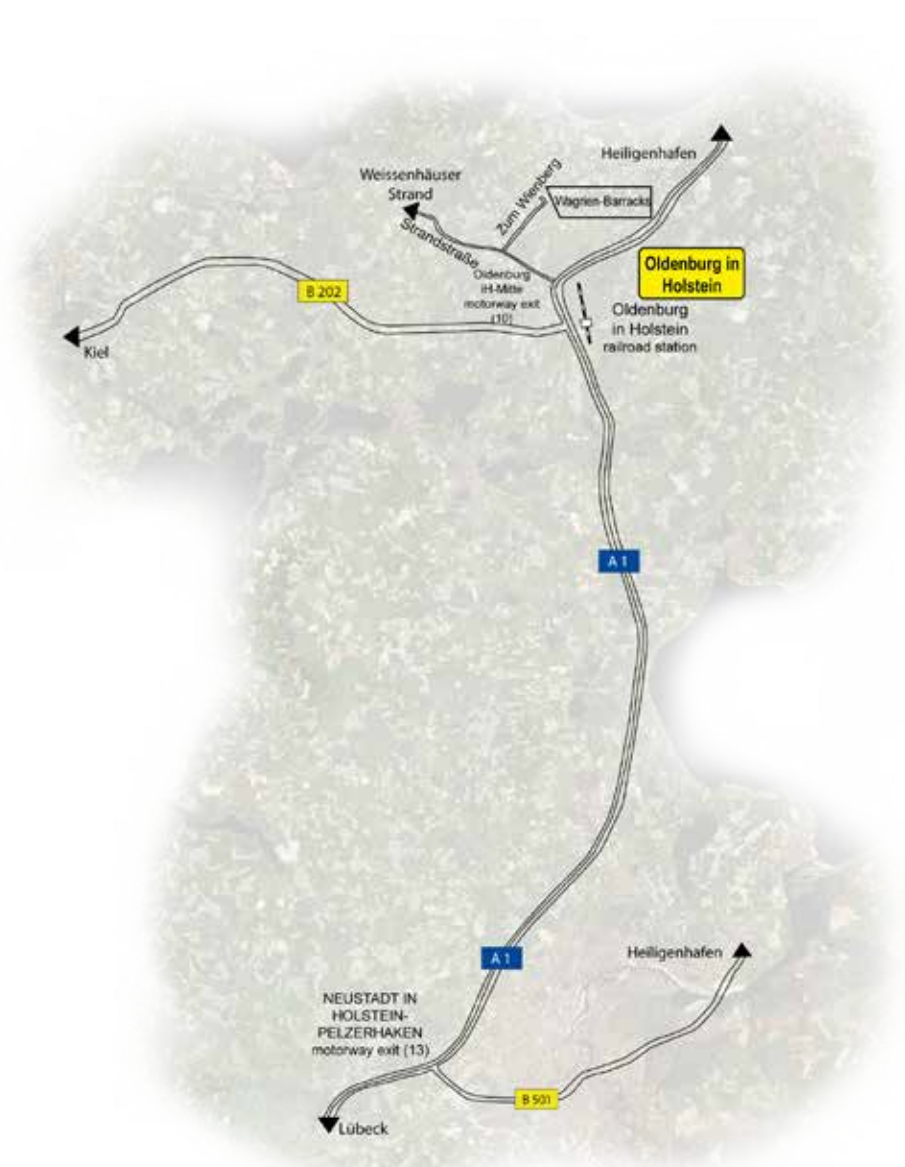 Heiligenhafen
Weissenhäuser
Strand
Zum Wienberg
Wagrien-Barracks
Strandstraße
Oldenburg
iH-Mitte
motorway exit
(10)
Oldenburg in
Holstein
B 202
Oldenburg
in Holstein
railroad station
Kiel
A 1
A 1
Heiligenhafen
NEUSTADT IN
HOLSTEIN-
PELZERHAKEN
motorway exit (13)
B 501
Lübeck